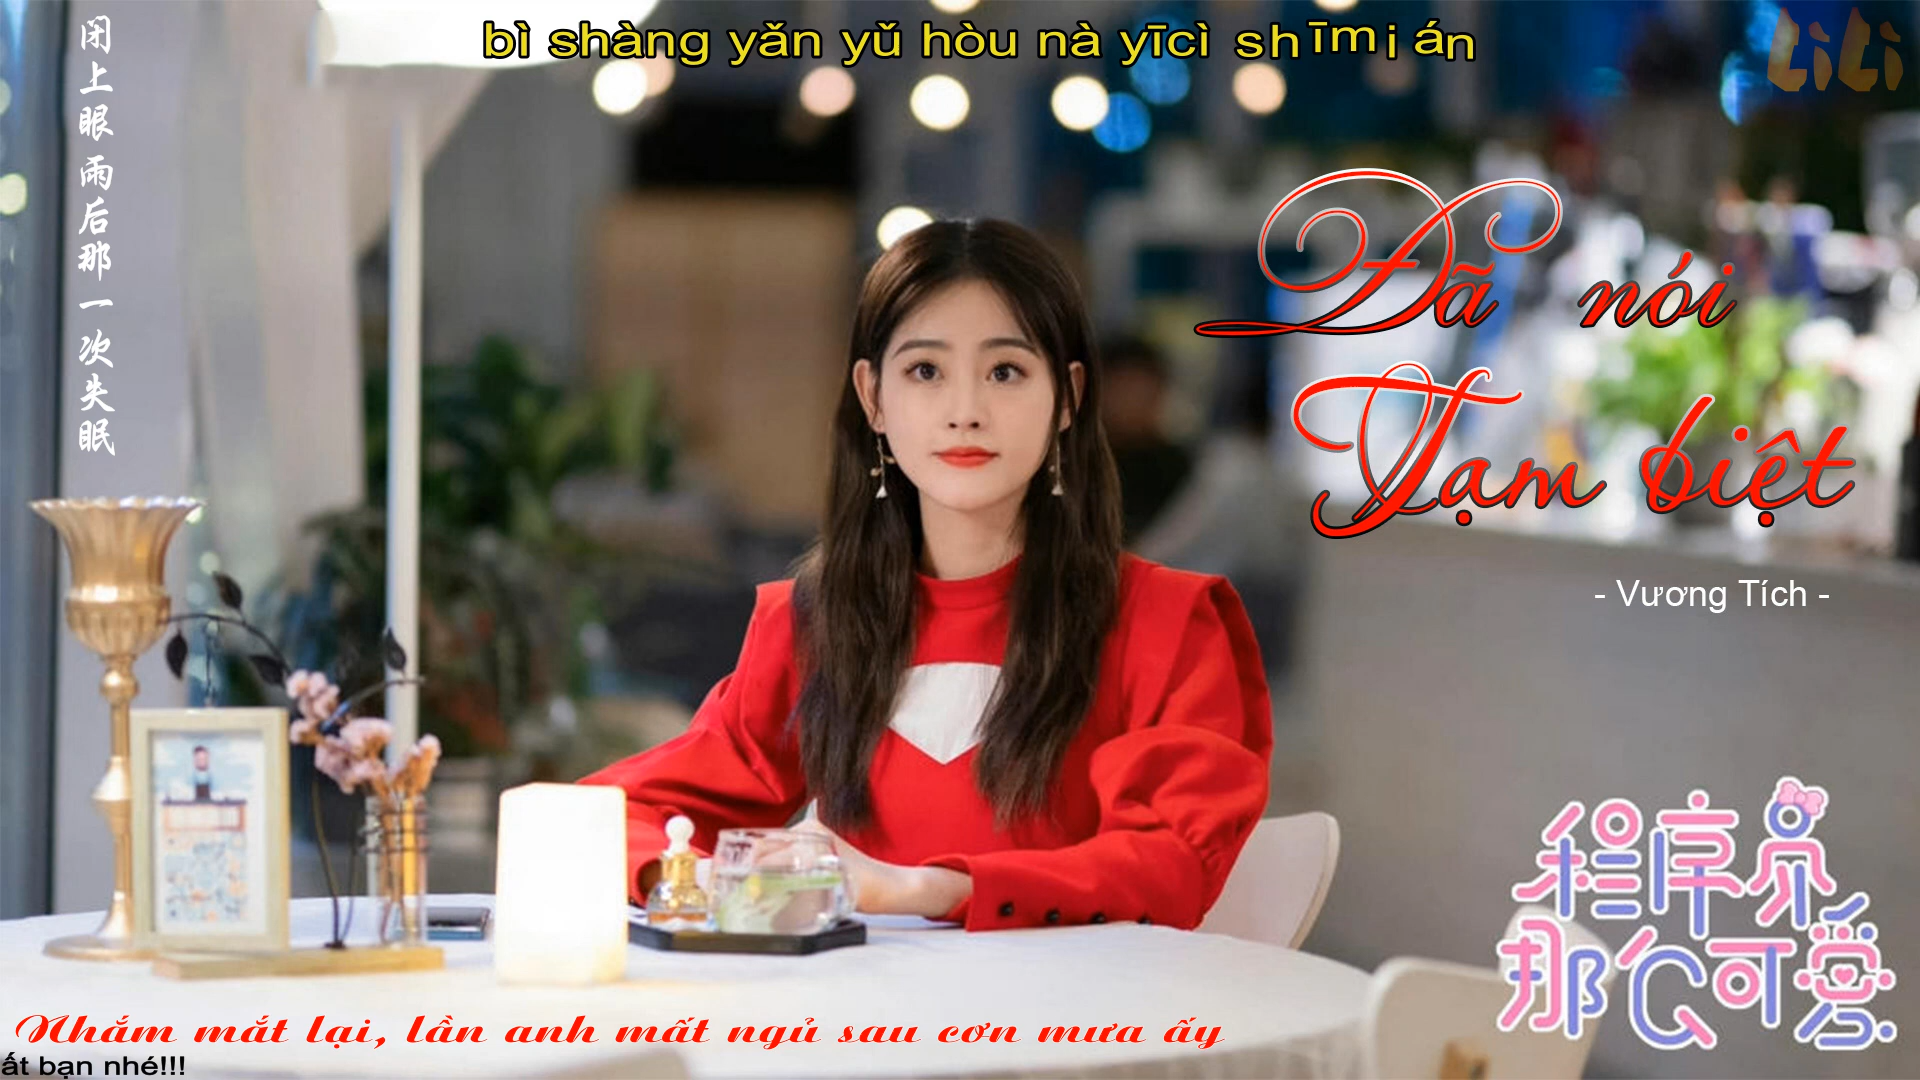 闭上眼雨后那一次失眠
bì shàng yǎn yǔ hòu nà yīcì shīmián
LiLi
Đã nói
Tạm biệt
- Vương Tích -
程序员
那么可爱
Nhắm mắt lại, lần anh mất ngủ sau cơn mưa ấy
ất bạn nhé!!!